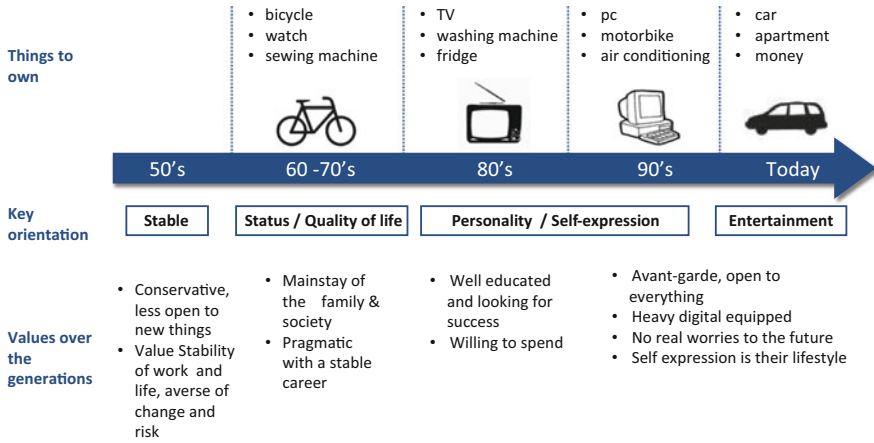 Things to
own
• bicycle
• watch
• sewing machine
• TV
• washing machine
• fridge
• pc
• motorbike
• air conditioning
• car
• apartment
• money
50's
60 -70's
80's
90's
Today
Key
orientation
Stable
Status / Quality of life
Personality / Self-expression
Entertainment
Values over
the
generations
• Conservative,
less open to
new things
• Value Stability
of work and
life, averse of
change and
risk
• Mainstay of
the family &
society
• Pragmatic
with a stable
career
• Well educated
and looking for
success
• Willing to spend
• Avant-garde, open to
everything
• Heavy digital equipped
• No real worries to the future
• Self expression is their lifestyle